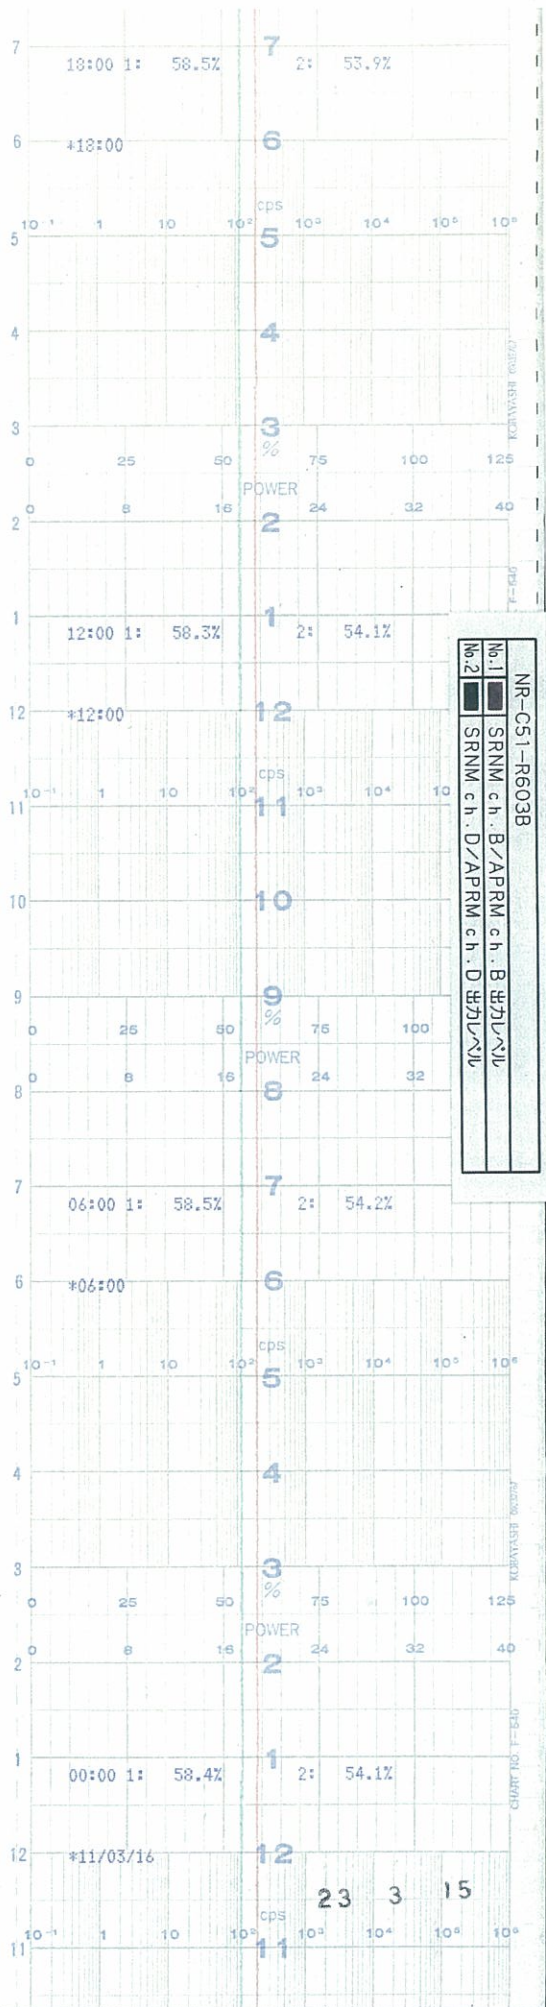 7 7
18:00 1: 58.5% 2: 53.9%
6 *18:00 6
cps
10⁻¹ 1 10 10² 10³ 10⁴ 10⁵ 10⁶
5 5
4 4
3 3
%
0 25 50 75 100 125
POWER
0 8 16 24 32 40
2 2
1 1
12:00 1: 58.3% 2: 54.1%
12 *12:00 12
cps
10⁻¹ 1 10 10² 10³ 10⁴ 10
11 11
10 10
9 9
%
0 25 50 75 100
POWER
0 8 16 24 32
8 8
7 7
06:00 1: 58.5% 2: 54.2%
6 *06:00 6
cps
10⁻¹ 1 10 10² 10³ 10⁴ 10⁵ 10⁶
5 5
4 4
3 3
%
0 25 50 75 100 125
POWER
0 8 16 24 32 40
2 2
1 1
00:00 1: 58.4% 2: 54.1%
12 *11/03/16 12
23 3 15
cps
10⁻¹ 1 10 10² 10³ 10⁴ 10⁵ 10⁶
11 11
NR-C51-R603B
No.1 SRNM ch.B/APRM ch.B 出力レベル
No.2 SRNM ch.D/APRM ch.D 出力レベル
CHART NO.